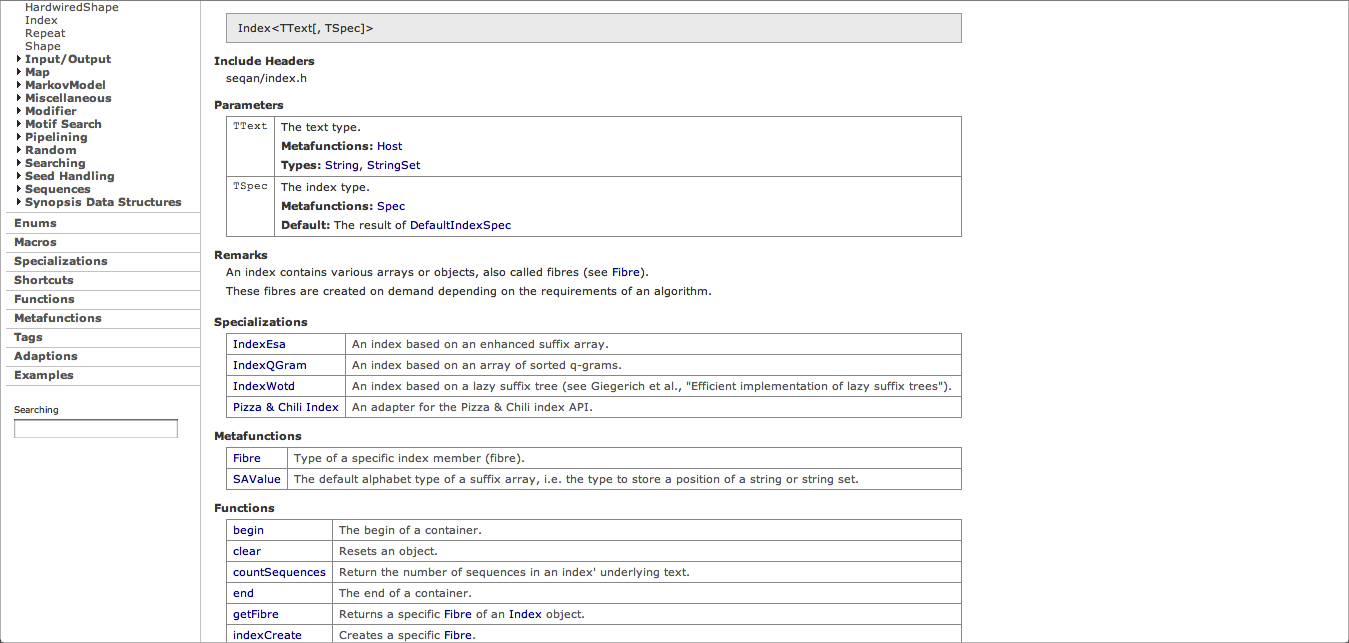 HardwiredShape
Index
Repeat
Shape
Input/Output
Map
MarkovModel
Miscellaneous
Modifier
Motif Search
Pipelining
Random
Searching
Seed Handling
Sequences
Synopsis Data Structures
Enums
Macros
Specializations
Shortcuts
Functions
Metafunctions
Tags
Adaptions
Examples
Searching
Index<TText[, TSpec]>
Include Headers
seqan/index.h
Parameters
TText The text type.
Metafunctions: Host
Types: String, StringSet
TSpec The index type.
Metafunctions: Spec
Default: The result of DefaultIndexSpec
Remarks
An index contains various arrays or objects, also called fibres (see Fibre).
These fibres are created on demand depending on the requirements of an algorithm.
Specializations
IndexEsa An index based on an enhanced suffix array.
IndexQGram An index based on an array of sorted q-grams.
IndexWotd An index based on a lazy suffix tree (see Giegerich et al., "Efficient implementation of lazy suffix trees").
Pizza & Chili Index An adapter for the Pizza & Chili index API.
Metafunctions
Fibre Type of a specific index member (fibre).
SAValue The default alphabet type of a suffix array, i.e. the type to store a position of a string or string set.
Functions
begin The begin of a container.
clear Resets an object.
countSequences Return the number of sequences in an index' underlying text.
end The end of a container.
getFibre Returns a specific Fibre of an Index object.
indexCreate Creates a specific Fibre.